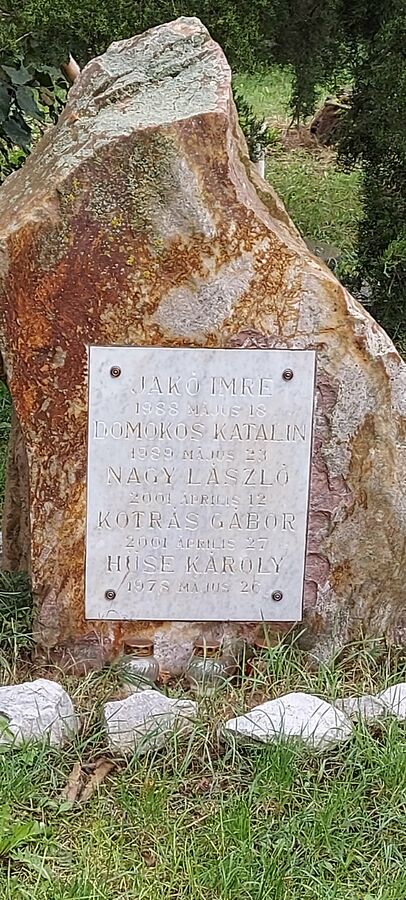 JAKÓ IMRE
1988 MÁJUS 18
DOMOKOS KATALIN
1989 MÁJUS 23
NAGY LÁSZLÓ
2001 ÁPRILIS 12
KOTRÁS GÁBOR
2001 ÁPRILIS 27
HUSE KÁROLY
1978 MÁJUS 26